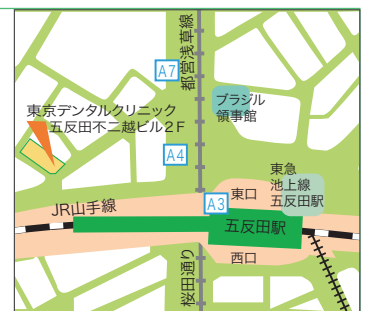 都営浅草線
A7
ブラジル
領事館
東京デンタルクリニック
五反田不二越ビル2F
A4
東急
池上線
五反田駅
東口
A3
JR山手線
五反田駅
西口
桜田通り